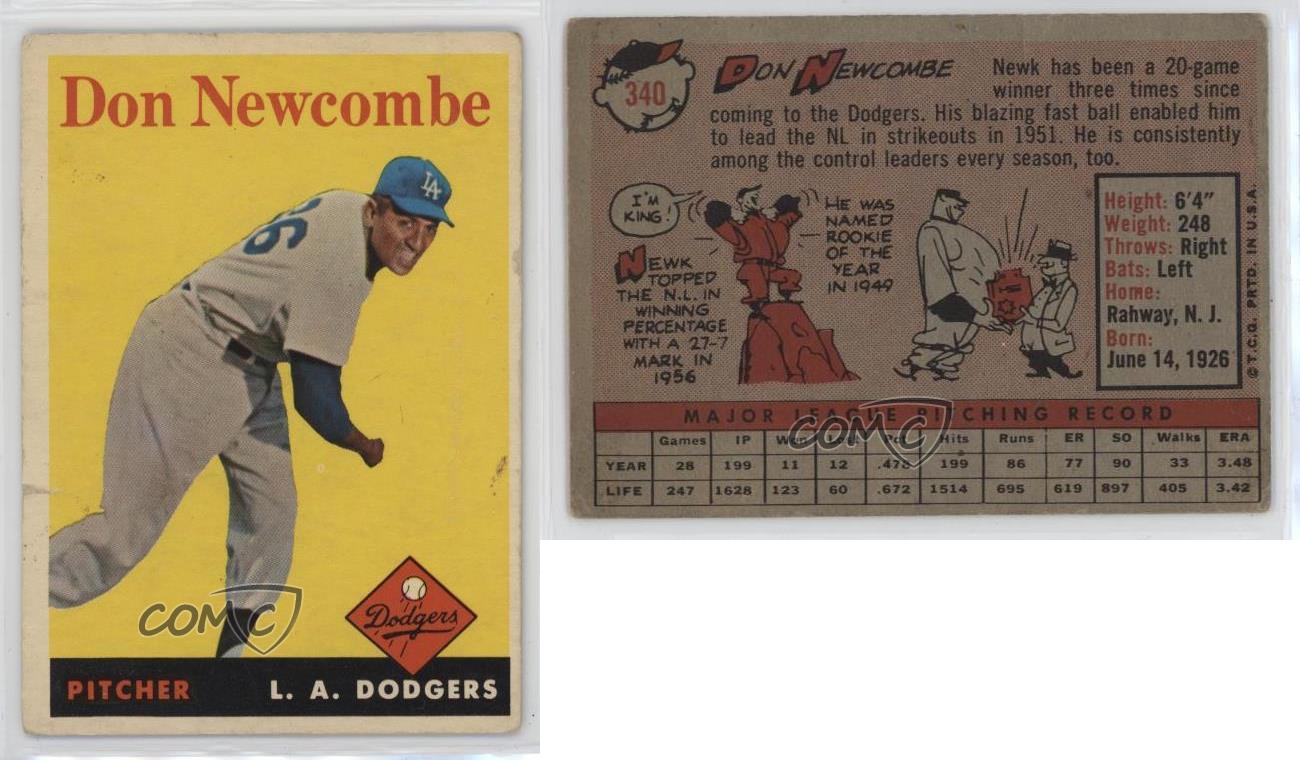 Don Newcombe
36
LA
COMC
Dodgers
PITCHER
L. A. DODGERS
340
DON NEWCOMBE
Newk has been a 20-game
winner three times since
coming to the Dodgers. His blazing fast ball enabled him
to lead the NL in strikeouts in 1951. He is consistently
among the control leaders every season, too.
I'M
KING!
NEWK
TOPPED
THE N.L. IN
WINNING
PERCENTAGE
WITH A 27-7
MARK IN
1956
HE WAS
NAMED
ROOKIE
OF THE
YEAR
IN 1949
Height: 6'4"
Weight: 248
Throws: Right
Bats: Left
Home:
Rahway, N. J.
Born:
June 14, 1926
© T.C.G. PRTD. IN U.S.A.
MAJOR LEAGUE PITCHING RECORD
COMC
Games IP Won Lost Pct. Hits Runs ER SO Walks ERA
YEAR 28 199 11 12 .478 199 86 77 90 33 3.48
LIFE 247 1628 123 60 .672 1514 695 619 897 405 3.42